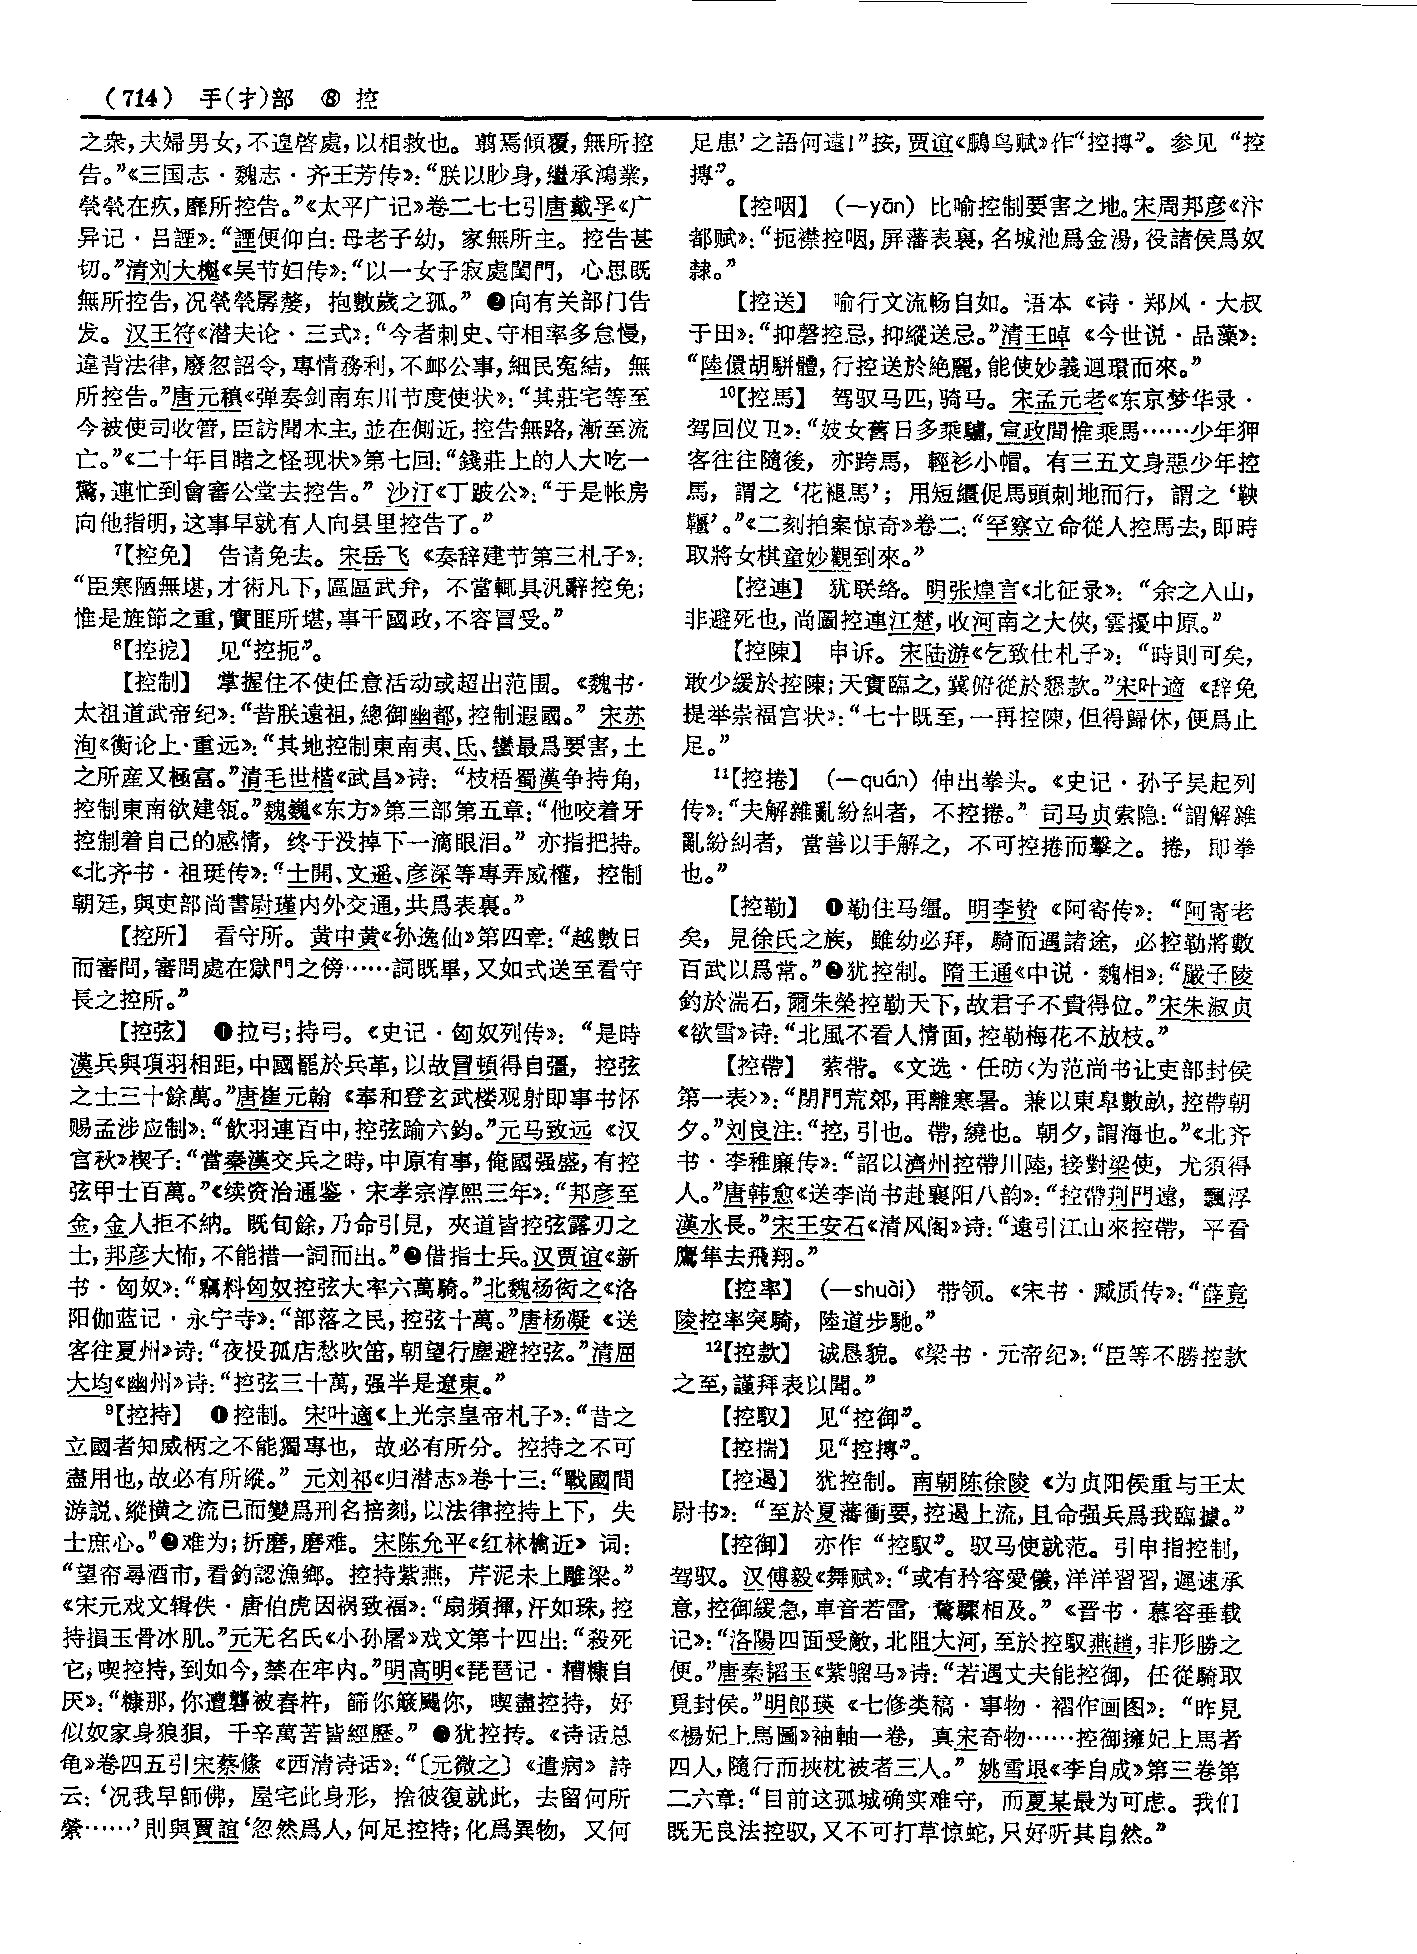 （714） 手(扌)部 ⑧ 控
之衆，夫婦男女，不遑啓處，以相救也。翦焉傾覆，無所控
告。”《三国志·魏志·齐王芳传》：“朕以眇身，繼承鴻業，
煢煢在疚，靡所控告。”《太平广记》卷二七七引唐戴孚《广
异记·吕諲》：“諲便仰白：母老子幼，家無所主。控告甚
切。”清刘大櫆《吴节妇传》：“以一女子寂處閨門，心思既
無所控告，况煢煢孱嫠，抱數歲之孤。”❷向有关部门告
发。汉王符《潜夫论·三式》：“今者刺史、守相率多怠慢，
違背法律，廢忽詔令，專情務利，不卹公事，細民冤結，無
所控告。”唐元稹《弹奏剑南东川节度使状》：“其莊宅等至
今被使司收管，臣訪聞本主，並在側近，控告無路，漸至流
亡。”《二十年目睹之怪现状》第七回：“錢莊上的人大吃一
驚，連忙到會審公堂去控告。”沙汀《丁跛公》：“于是帐房
向他指明，这事早就有人向县里控告了。”
⁷【控免】 告请免去。宋岳飞《奏辞建节第三札子》：
“臣寒陋無堪，才術凡下，區區武弁，不當輒具汎辭控免；
惟是旌節之重，實匪所堪，事干國政，不容冒受。”
⁸【控挖】 见“控扼”。
【控制】 掌握住不使任意活动或超出范围。《魏书·
太祖道武帝纪》：“昔朕遠祖，總御幽都，控制遐國。”宋苏
洵《衡论上·重远》：“其地控制東南夷、氐、蠻最爲要害，土
之所産又極富。”清毛世楷《武昌》诗：“枝梧蜀漢争持角，
控制東南欲建瓴。”魏巍《东方》第三部第五章：“他咬着牙
控制着自己的感情，终于没掉下一滴眼泪。”亦指把持。
《北齐书·祖珽传》：“士開、文遥、彦深等專弄威權，控制
朝廷，與吏部尚書尉瑾内外交通，共爲表裏。”
【控所】 看守所。黄中黄《孙逸仙》第四章：“越數日
而審問，審問處在獄門之傍……詞既畢，又如式送至看守
長之控所。”
【控弦】 ❶拉弓；持弓。《史记·匈奴列传》：“是時
漢兵與項羽相距，中國罷於兵革，以故冒頓得自彊，控弦
之士三十餘萬。”唐崔元翰《奉和登玄武楼观射即事书怀
赐孟涉应制》：“飲羽連百中，控弦踰六鈞。”元马致远《汉
宫秋》楔子：“當秦漢交兵之時，中原有事，俺國强盛，有控
弦甲士百萬。”《续资治通鉴·宋孝宗淳熙三年》：“邦彦至
金，金人拒不納。既旬餘，乃命引見，夾道皆控弦露刃之
士，邦彦大怖，不能措一詞而出。”❷借指士兵。汉贾谊《新
书·匈奴》：“竊料匈奴控弦大率六萬騎。”北魏杨衒之《洛
阳伽蓝记·永宁寺》：“部落之民，控弦十萬。”唐杨凝《送
客往夏州》诗：“夜投孤店愁吹笛，朝望行塵避控弦。”清屈
大均《幽州》诗：“控弦三十萬，强半是遼東。”
⁹【控持】 ❶控制。宋叶適《上光宗皇帝札子》：“昔之
立國者知威柄之不能獨專也，故必有所分。控持之不可
盡用也，故必有所縱。”元刘祁《归潜志》卷十三：“戰國間
游説、縱横之流已而變爲刑名掊刻，以法律控持上下，失
士庶心。”❷难为；折磨，磨难。宋陈允平《红林檎近》词：
“望帘尋酒市，看釣認漁鄉。控持紫燕，芹泥未上雕梁。”
《宋元戏文辑佚·唐伯虎因祸致福》：“扇頻揮，汗如珠，控
持損玉骨冰肌。”元无名氏《小孙屠》戏文第十四出：“殺死
它，喫控持，到如今，禁在牢内。”明高明《琵琶记·糟糠自
厌》：“糠那，你遭礱被舂杵，篩你簸颺你，喫盡控持，好
似奴家身狼狽，千辛萬苦皆經歷。”❸犹控抟。《诗话总
龟》卷四五引宋蔡絛《西清诗话》：“〔元微之〕《遣病》詩
云：‘况我早師佛，屋宅此身形，捨彼復就此，去留何所
縈……’則與賈誼‘忽然爲人，何足控持；化爲異物，又何
足患’之語何遠！”按，贾谊《鵩鸟赋》作“控摶”。参见“控
摶”。
【控咽】 （—yān）比喻控制要害之地。宋周邦彦《汴
都赋》：“扼襟控咽，屏藩表裏，名城池爲金湯，役諸侯爲奴
隸。”
【控送】 喻行文流畅自如。语本《诗·郑风·大叔
于田》：“抑磬控忌，抑縱送忌。”清王晫《今世说·品藻》：
“陸儇胡駢體，行控送於絶麗，能使妙義迴環而來。”
¹⁰【控馬】 驾驭马匹，骑马。宋孟元老《东京梦华录·
驾回仪卫》：“妓女舊日多乘驢，宣政間惟乘馬……少年狎
客往往隨後，亦跨馬，輕衫小帽。有三五文身惡少年控
馬，謂之‘花褪馬’；用短繮促馬頭刺地而行，謂之‘鞅
韁’。”《二刻拍案惊奇》卷二：“罕察立命從人控馬去，即時
取將女棋童妙觀到來。”
【控連】 犹联络。明张煌言《北征录》：“余之入山，
非避死也，尚圖控連江楚，收河南之大俠，雲擾中原。”
【控陳】 申诉。宋陆游《乞致仕札子》：“時則可矣，
敢少緩於控陳；天實臨之，冀俯從於懇款。”宋叶適《辞免
提举崇福宫状》：“七十既至，一再控陳，但得歸休，便爲止
足。”
¹¹【控捲】 （—quán）伸出拳头。《史记·孙子吴起列
传》：“夫解雜亂紛糾者，不控捲。”司马贞索隐：“謂解雜
亂紛糾者，當善以手解之，不可控捲而擊之。捲，即拳
也。”
【控勒】 ❶勒住马缰。明李贽《阿寄传》：“阿寄老
矣，見徐氏之族，雖幼必拜，騎而遇諸途，必控勒將數
百武以爲常。”❷犹控制。隋王通《中说·魏相》：“嚴子陵
釣於湍石，爾朱榮控勒天下，故君子不貴得位。”宋朱淑贞
《欲雪》诗：“北風不看人情面，控勒梅花不放枝。”
【控帶】 萦带。《文选·任昉〈为范尚书让吏部封侯
第一表〉》：“閉門荒郊，再離寒暑。兼以東皐數畝，控帶朝
夕。”刘良注：“控，引也。帶，繞也。朝夕，謂海也。”《北齐
书·李稚廉传》：“詔以濟州控帶川陸，接對梁使，尤須得
人。”唐韩愈《送李尚书赴襄阳八韵》：“控帶荆門遠，飄浮
漢水長。”宋王安石《清风阁》诗：“遠引江山來控帶，平看
鷹隼去飛翔。”
【控率】 （—shuài）带领。《宋书·臧质传》：“薛竟
陵控率突騎，陸道步馳。”
¹²【控款】 诚恳貌。《梁书·元帝纪》：“臣等不勝控款
之至，謹拜表以聞。”
【控馭】 见“控御”。
【控揣】 见“控摶”。
【控遏】 犹控制。南朝陈徐陵《为贞阳侯重与王太
尉书》：“至於夏藩衝要，控遏上流，且命强兵爲我臨據。”
【控御】 亦作“控馭”。驭马使就范。引申指控制，
驾驭。汉傅毅《舞赋》：“或有矜容愛儀，洋洋習習，遲速承
意，控御緩急，車音若雷，騖驟相及。”《晋书·慕容垂载
记》：“洛陽四面受敵，北阻大河，至於控馭燕趙，非形勝之
便。”唐秦韬玉《紫骝马》诗：“若遇丈夫能控御，任從騎取
覓封侯。”明郎瑛《七修类稿·事物·褶作画图》：“昨見
《楊妃上馬圖》袖軸一卷，真宋奇物……控御擁妃上馬者
四人，隨行而挾枕被者三人。”姚雪垠《李自成》第三卷第
二六章：“目前这孤城确实难守，而夏某最为可虑。我们
既无良法控驭，又不可打草惊蛇，只好听其自然。”